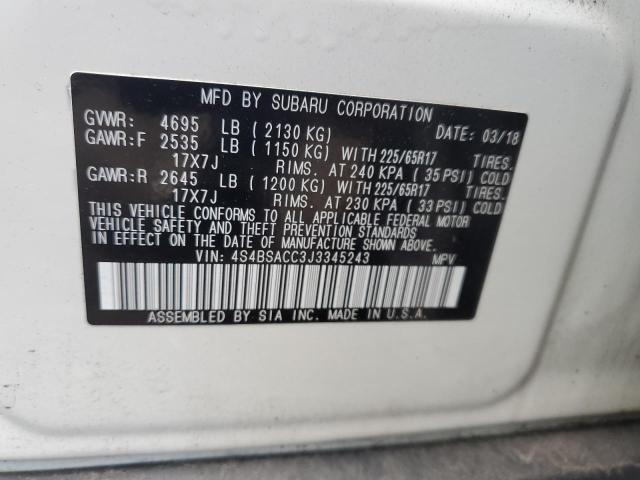 MFD BY SUBARU CORPORATION
GVWR: 4695 LB ( 2130 KG) DATE: 03/18
GAWR: F 2535 LB ( 1150 KG) WITH 225/65R17 TIRES.
17X7J RIMS. AT 240 KPA ( 35 PSI) COLD
GAWR: R 2645 LB ( 1200 KG) WITH 225/65R17 TIRES.
17X7J RIMS. AT 230 KPA ( 33 PSI) COLD
THIS VEHICLE CONFORMS TO ALL APPLICABLE FEDERAL MOTOR
VEHICLE SAFETY AND THEFT PREVENTION STANDARDS
IN EFFECT ON THE DATE OF MANUFACTURE SHOWN ABOVE.
VIN: 4S4BSACC3J3345243 MPV
ASSEMBLED BY SIA INC. MADE IN U.S.A.